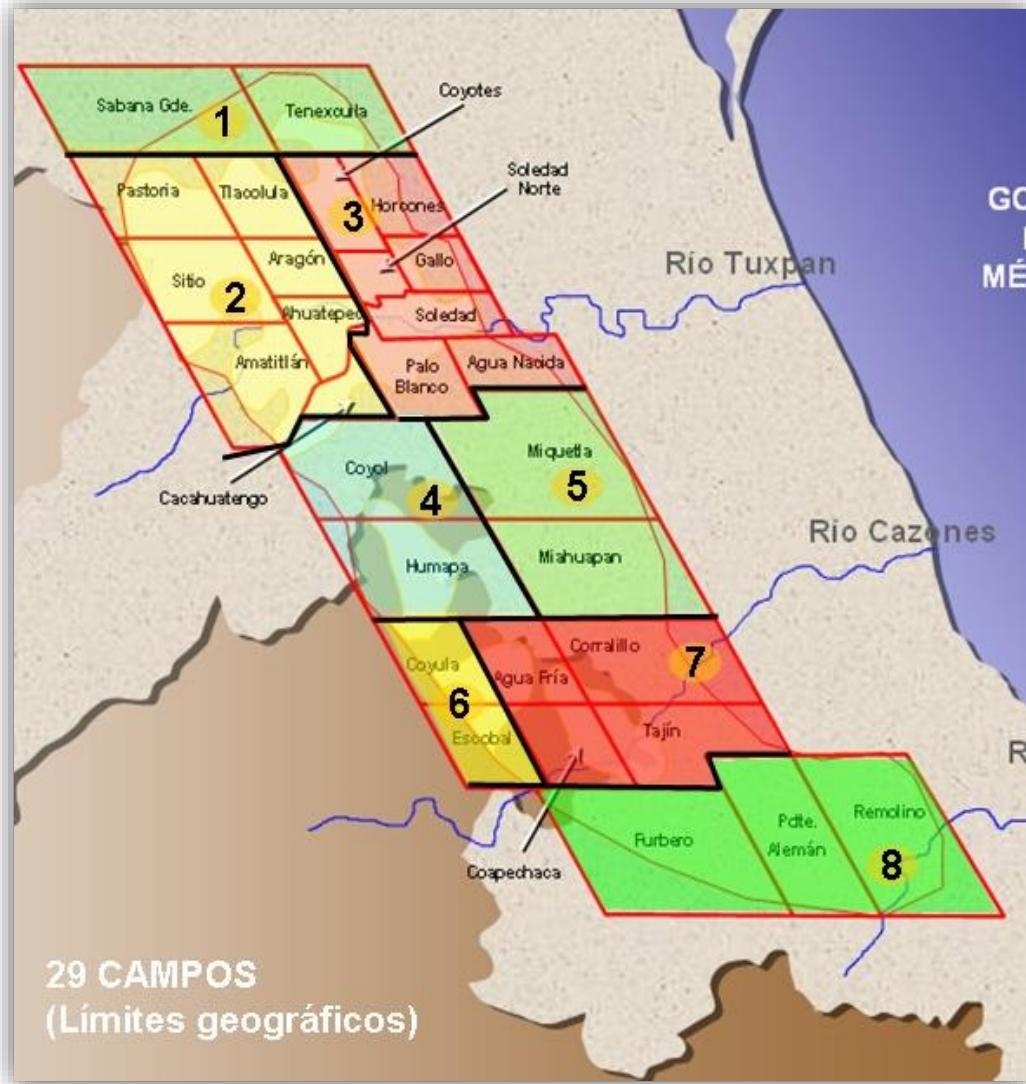 Sabana Gde.
1
Tenexcuila
Coyotes
Pastoria
Tlacolula
3
Horcones
Soledad
Norte
Sitio
2
Aragón
Gallo
Río Tuxpan
GO
MÉ
Ahuatepec
Soledad
Amatitlán
Palo
Blanco
Agua Nacida
Cacahuatengo
Coyol
4
Miquetla
5
Humapa
Miahuapan
Río Cazones
Coyula
6
Escobal
Agua Fría
Corralillo
7
Tajín
Coapechaca
R
Furbero
Pdte.
Alemán
Remolino
8
29 CAMPOS
(Límites geográficos)